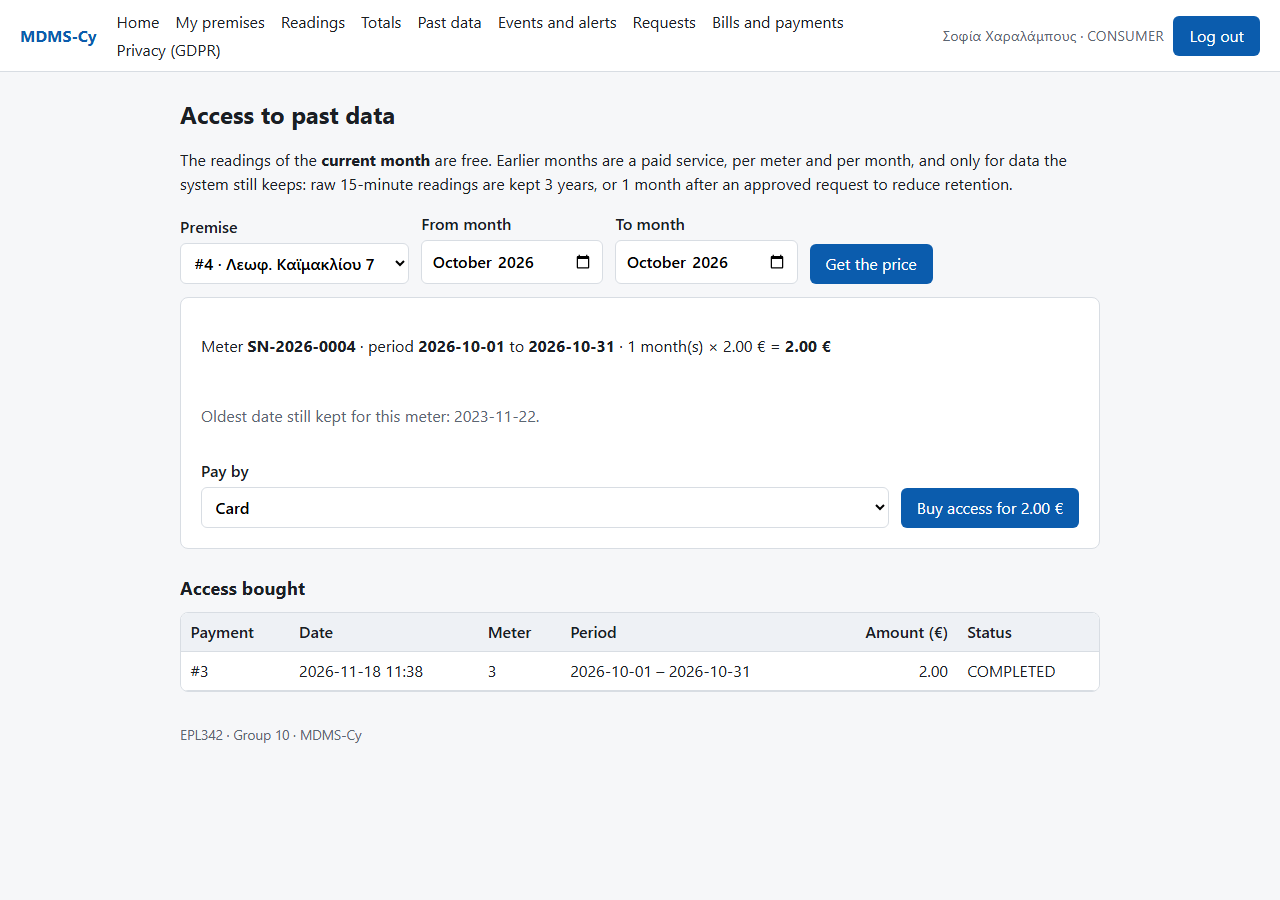 MDMS-Cy
Home My premises Readings Totals Past data Events and alerts Requests Bills and payments
Privacy (GDPR)
Σοφία Χαραλάμπους · CONSUMER
Log out
Access to past data
The readings of the current month are free. Earlier months are a paid service, per meter and per month, and only for data the
system still keeps: raw 15-minute readings are kept 3 years, or 1 month after an approved request to reduce retention.
Premise From month To month
#4 · Λεωφ. Καϊμακλίου 7 October 2026 October 2026 Get the price
Meter SN-2026-0004 · period 2026-10-01 to 2026-10-31 · 1 month(s) × 2.00 € = 2.00 €
Oldest date still kept for this meter: 2023-11-22.
Pay by
Card Buy access for 2.00 €
Access bought
Payment Date Meter Period Amount (€) Status
#3 2026-11-18 11:38 3 2026-10-01 – 2026-10-31 2.00 COMPLETED
EPL342 · Group 10 · MDMS-Cy